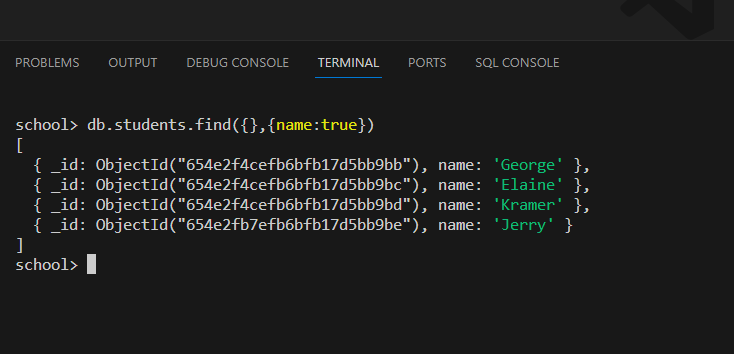 PROBLEMS OUTPUT DEBUG CONSOLE TERMINAL PORTS SQL CONSOLE
school> db.students.find({},{name:true})
[
  { _id: ObjectId("654e2f4cefb6bfb17d5bb9bb"), name: 'George' },
  { _id: ObjectId("654e2f4cefb6bfb17d5bb9bc"), name: 'Elaine' },
  { _id: ObjectId("654e2f4cefb6bfb17d5bb9bd"), name: 'Kramer' },
  { _id: ObjectId("654e2fb7efb6bfb17d5bb9be"), name: 'Jerry' }
]
school>